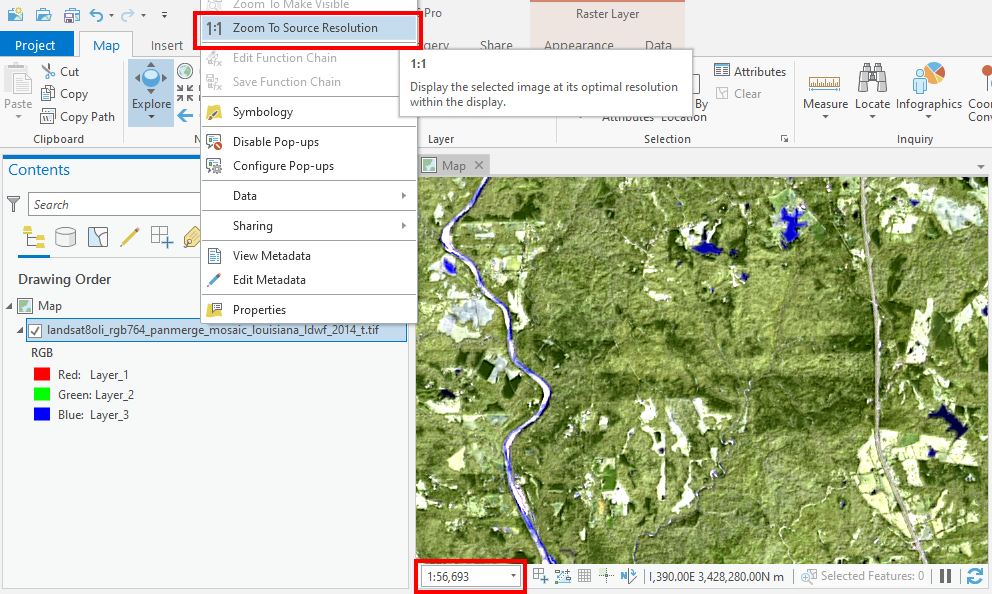 Zoom To Make Visible
Pro
Raster Layer
1:1 Zoom To Source Resolution
Project
Map
Insert
Share
Appearance
Data
Edit Function Chain
1:1
Save Function Chain
Display the selected image at its optimal resolution
within the display.
Cut
Copy
Copy Path
Paste
Explore
Symbology
Attributes
Clear
By
Attributes Location
Measure
Locate
Infographics
Clipboard
Disable Pop-ups
Layer
Selection
Inquiry
Configure Pop-ups
Contents
Map
Data
Search
Sharing
View Metadata
Edit Metadata
Drawing Order
Properties
Map
landsat8oli_rgb764_panmerge_mosaic_louisiana_ldwf_2014_t.tif
RGB
Red: Layer_1
Green: Layer_2
Blue: Layer_3
1:56,693
,390.00E 3,428,280.00N m
Selected Features: 0